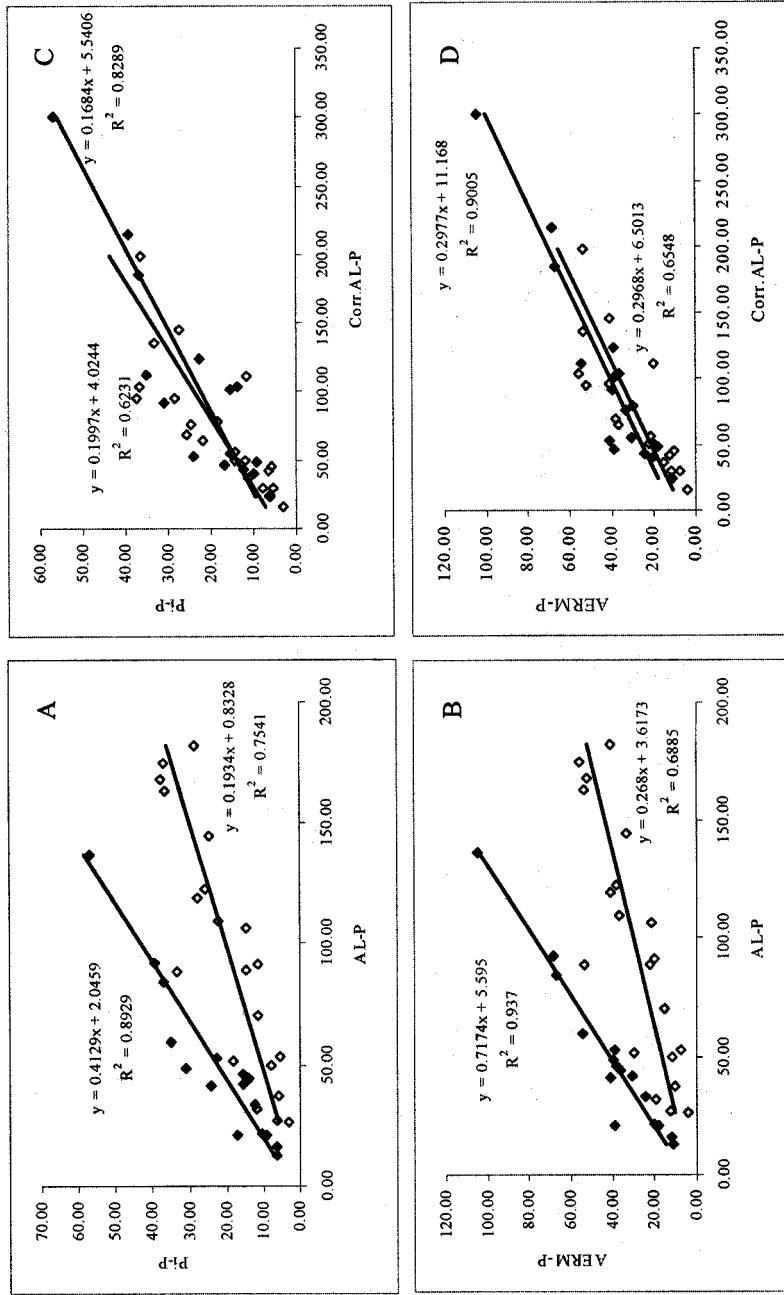 A
70.00
60.00
50.00
40.00
30.00
20.00
10.00
0.00
Pi-P
y = 0.4129x + 2.0459
R2 = 0.8929
y = 0.1934x + 0.8328
R2 = 0.7541
0.00
50.00
100.00
150.00
200.00
AL-P
C
60.00
50.00
40.00
30.00
20.00
10.00
0.00
Pi-P
y = 0.1997x + 4.0244
R2 = 0.6231
y = 0.1684x + 5.5406
R2 = 0.8289
0.00
50.00
100.00
150.00
200.00
250.00
300.00
350.00
Corr.AL-P
B
120.00
100.00
80.00
60.00
40.00
20.00
0.00
AERM-P
y = 0.7174x + 5.595
R2 = 0.937
y = 0.268x + 3.6173
R2 = 0.6885
0.00
50.00
100.00
150.00
200.00
AL-P
D
120.00
100.00
80.00
60.00
40.00
20.00
0.00
AERM-P
y = 0.2977x + 11.168
R2 = 0.9005
y = 0.2968x + 6.5013
R2 = 0.6548
0.00
50.00
100.00
150.00
200.00
250.00
300.00
350.00
Corr.AL-P